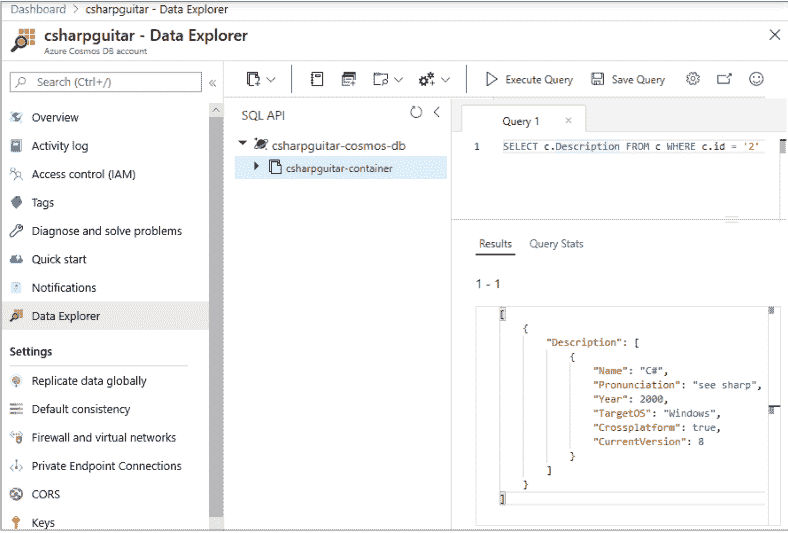 Dashboard > csharpguitar - Data Explorer
csharpguitar - Data Explorer
Azure Cosmos DB account
Search (Ctrl+/)
Overview
Activity log
Access control (IAM)
Tags
Diagnose and solve problems
Quick start
Notifications
Data Explorer
Settings
Replicate data globally
Default consistency
Firewall and virtual networks
Private Endpoint Connections
CORS
Keys
SQL API
csharpguitar-cosmos-db
csharpguitar-container
Execute Query Save Query
Query 1
1 SELECT c.Description FROM c WHERE c.id = '2'
Results Query Stats
1 - 1
[
{
"Description": [
{
"Name": "C#",
"Pronunciation": "see sharp",
"Year": 2000,
"TargetOS": "Windows",
"Crossplatform": true,
"CurrentVersion": 8
}
]
}
]